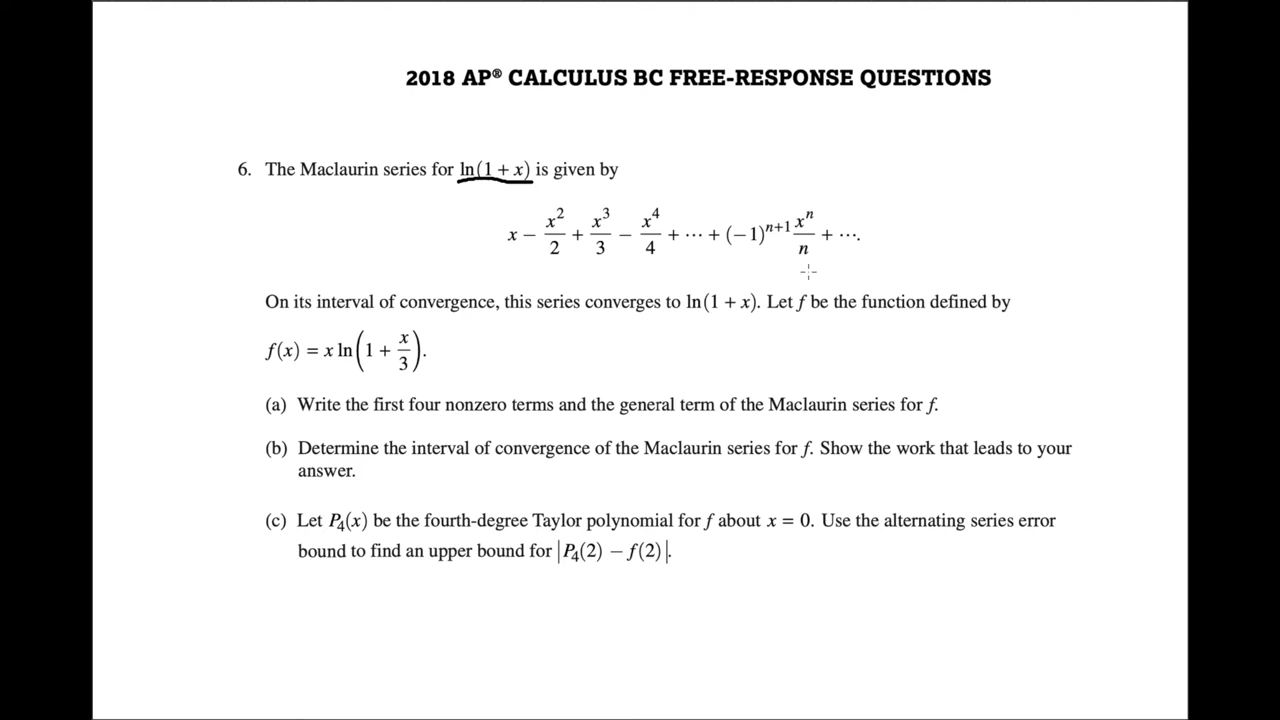 2018 AP® CALCULUS BC FREE-RESPONSE QUESTIONS
6. The Maclaurin series for ln(1 + x) is given by
x − x²/2 + x³/3 − x⁴/4 + ⋯ + (−1)ⁿ⁺¹ xⁿ/n + ⋯.
On its interval of convergence, this series converges to ln(1 + x). Let f be the function defined by
f(x) = x ln(1 + x/3).
(a) Write the first four nonzero terms and the general term of the Maclaurin series for f.
(b) Determine the interval of convergence of the Maclaurin series for f. Show the work that leads to your
answer.
(c) Let P₄(x) be the fourth-degree Taylor polynomial for f about x = 0. Use the alternating series error
bound to find an upper bound for |P₄(2) − f(2)|.